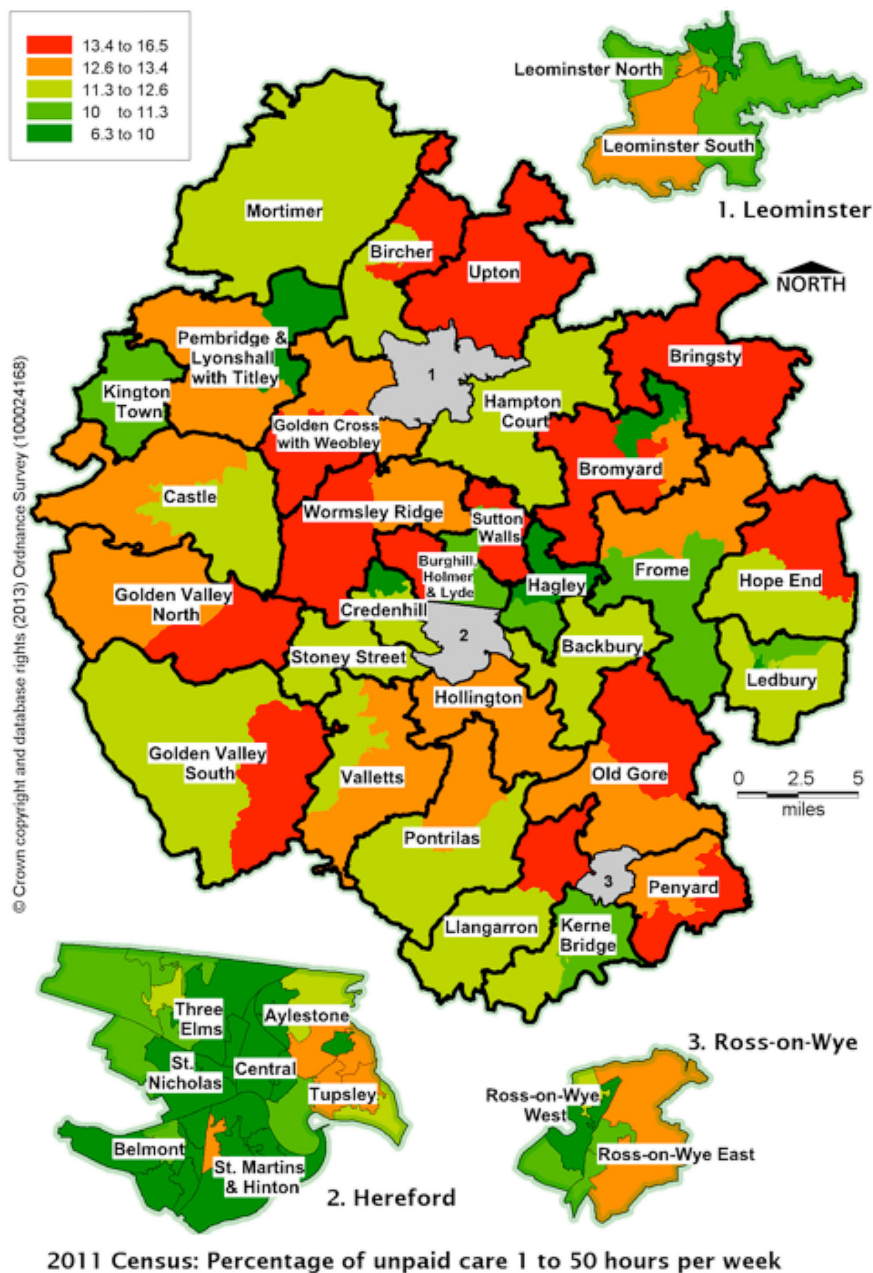 13.4 to 16.5
12.6 to 13.4
11.3 to 12.6
10 to 11.3
6.3 to 10
Leominster North
Leominster South
1. Leominster
NORTH
Mortimer
Bircher
Upton
Bringsty
Pembridge &
Lyonshall
with Titley
Kington
Town
1
Hampton
Court
Golden Cross
with Weobley
Bromyard
Castle
Wormsley Ridge
Sutton
Walls
Burghill,
Holmer
& Lyde
Hagley
Frome
Hope End
Golden Valley
North
Credenhill
2
Stoney Street
Backbury
Ledbury
Hollington
Golden Valley
South
Valletts
Old Gore
0 2.5 5
miles
Pontrilas
3
Penyard
Llangarron
Kerne
Bridge
© Crown copyright and database rights (2013) Ordnance Survey (100024168)
Three
Elms
Aylestone
St.
Nicholas
Central
Tupsley
Belmont
St. Martins
& Hinton
2. Hereford
3. Ross-on-Wye
Ross-on-Wye
West
Ross-on-Wye East
2011 Census: Percentage of unpaid care 1 to 50 hours per week